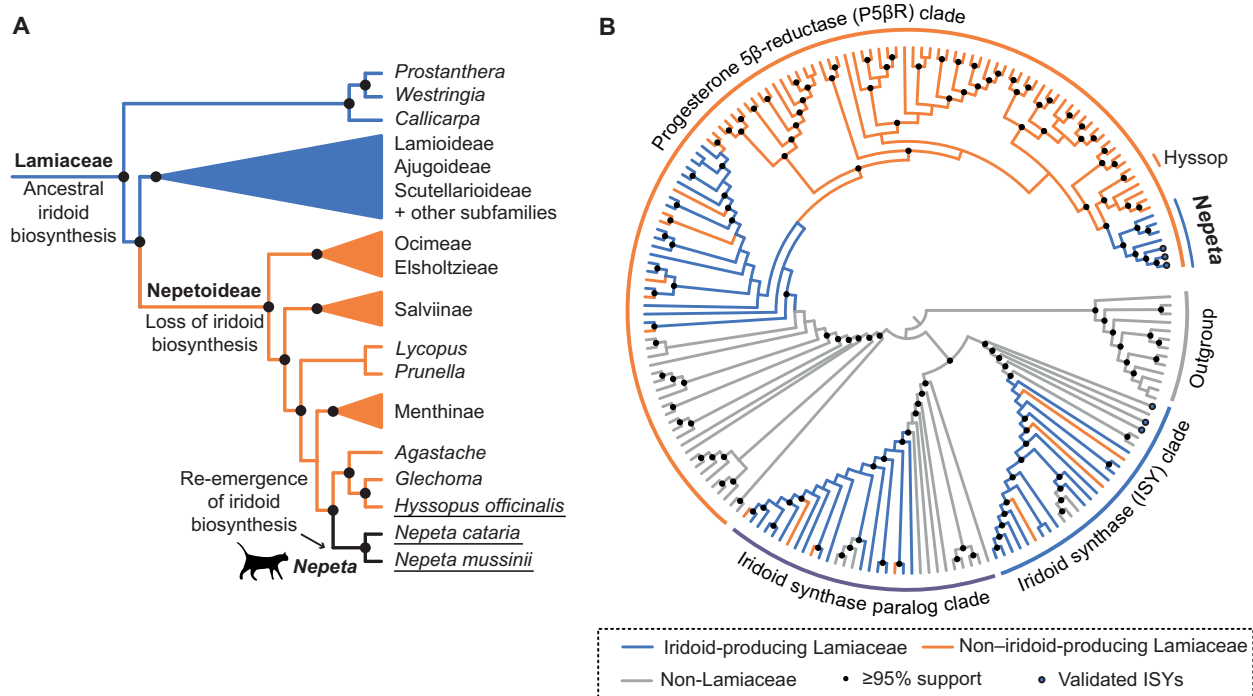 A
Prosthanthera
Westringia
Callicarpa
Lamiaceae
Ancestral
iridoid
biosynthesis
Lamioideae
Ajugoideae
Scutellarioideae
+ other subfamilies
Ocimeae
Elsholtzieae
Nepetoideae
Loss of iridoid
biosynthesis
Salviinae
Lycopus
Prunella
Menthinae
Agastache
Glechoma
Hyssopus officinalis
Re-emergence
of iridoid
biosynthesis
Nepeta cataria
Nepeta mussinii
Nepeta
B
Progesterone 5β-reductase (P5βR) clade
Hyssop
Nepeta
Outgroup
Iridoid synthase (ISY) clade
Iridoid synthase paralog clade
Iridoid-producing Lamiaceae
Non–iridoid-producing Lamiaceae
Non-Lamiaceae
≥95% support
Validated ISYs